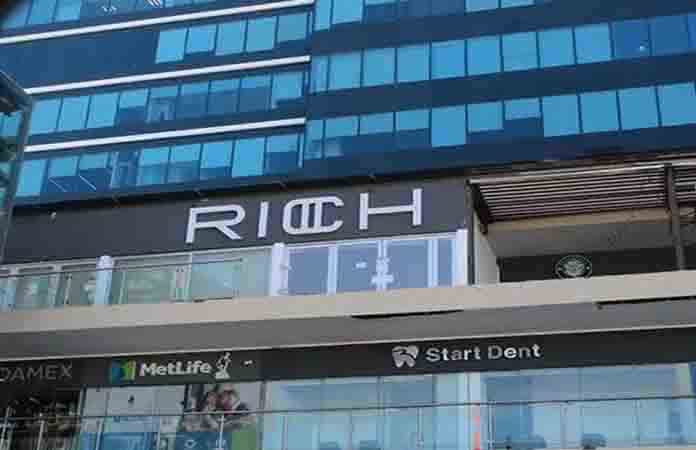 RICH
DAMEX
MetLife
Start Dent